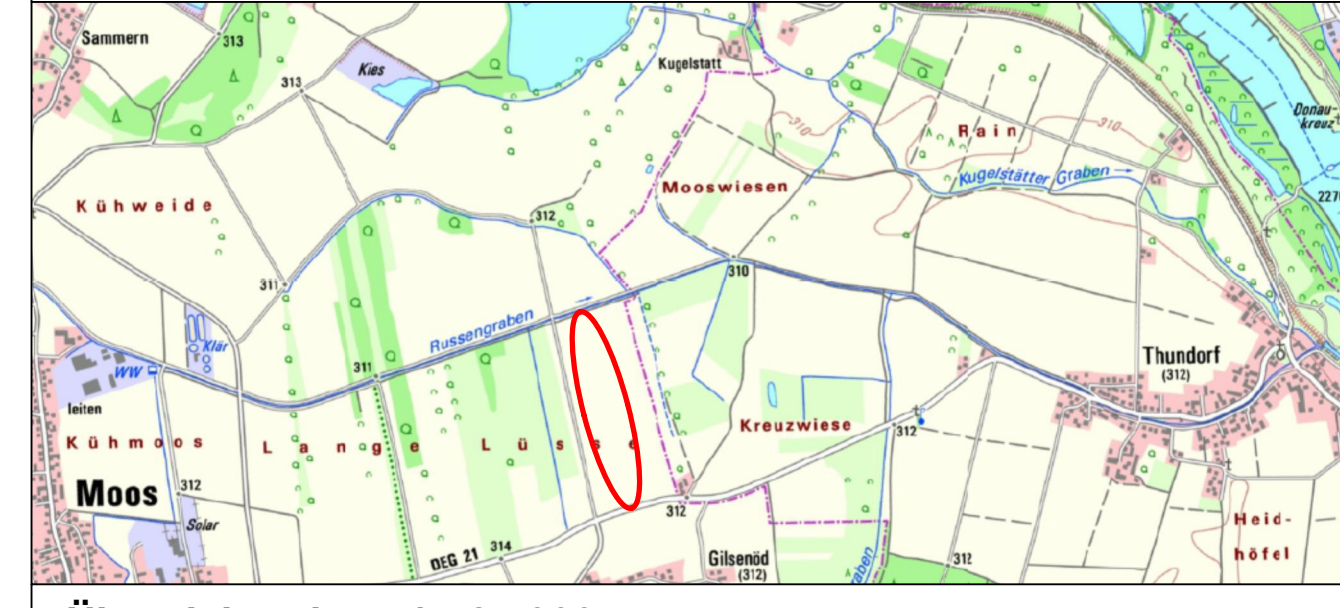 Sammern
313
Kies
313
Kugelstatt
Donau-
kreuz
310
Rain
310
Kugelstätter Graben
Kühweide
Mooswiesen
312
311
310
Russengraben
Klär
WW
311
Thundorf
(312)
leiten
Kühmoos
Lange Lüsse
Kreuzwiese
312
Moos
312
Solar
312
DEG 21
314
Gilsenöd
(312)
312
Heid-
höfel